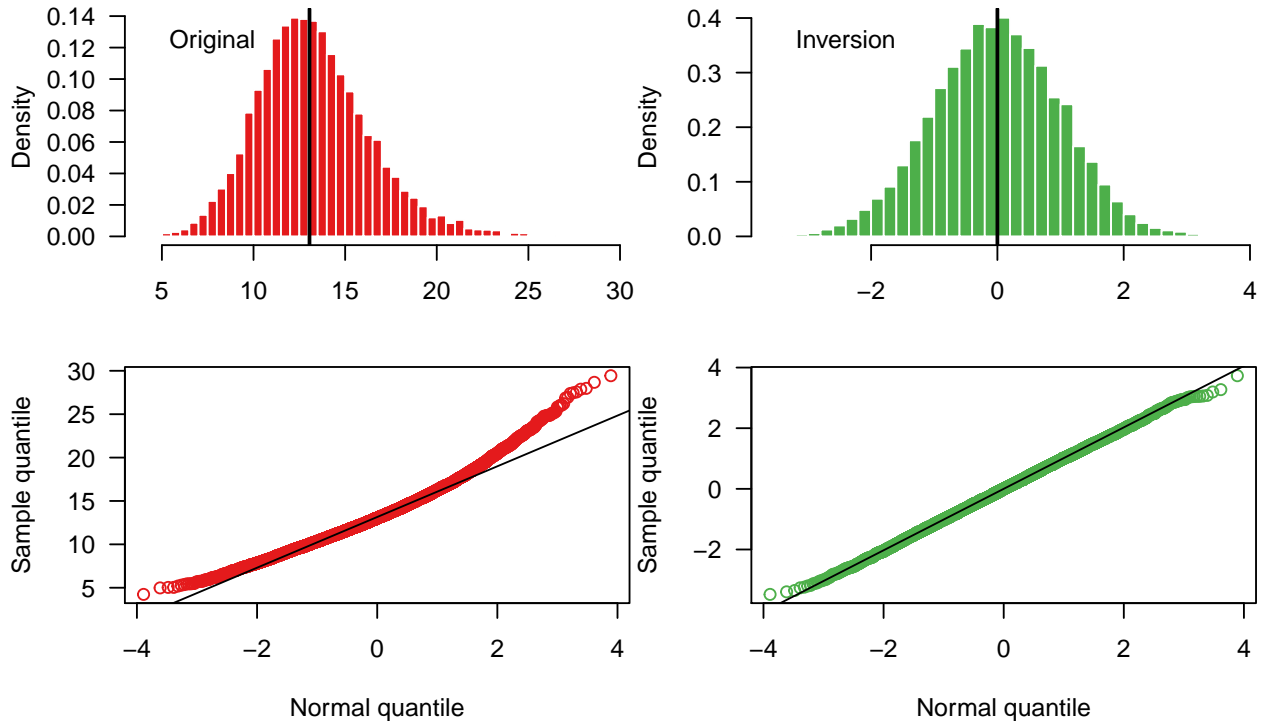 Original
Density
0.14
0.12
0.10
0.08
0.06
0.04
0.02
0.00
5 10 15 20 25 30
Inversion
Density
0.4
0.3
0.2
0.1
0.0
−2 0 2 4
Sample quantile
30
25
20
15
10
5
−4 −2 0 2 4
Normal quantile
Sample quantile
4
2
0
−2
−4 −2 0 2 4
Normal quantile